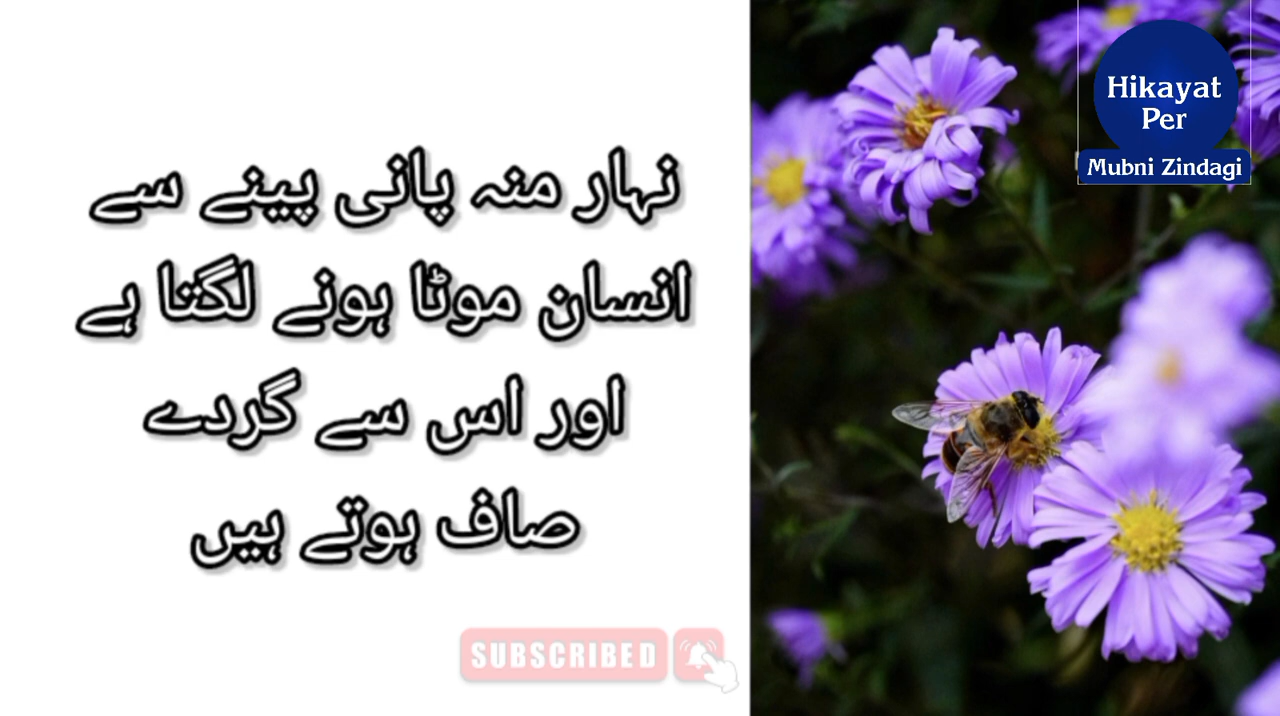 نہار منہ پانی پینے سے
انسان موٹا ہونے لگتا ہے
اور اس سے گردے
صاف ہوتے ہیں
Hikayat
Per
Mubni Zindagi
SUBSCRIBED